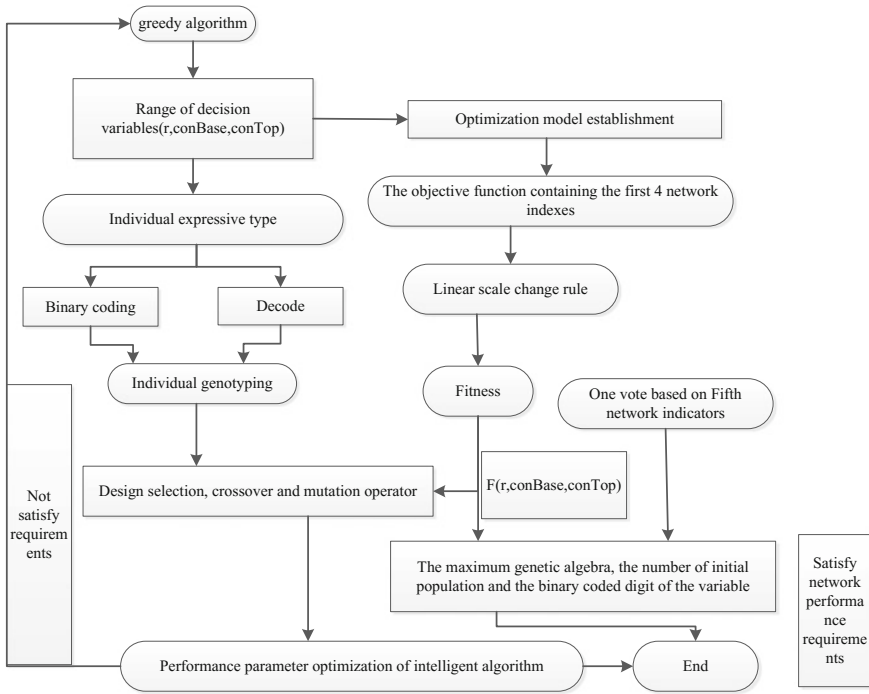 greedy algorithm
Range of decision
variables(r,conBase,conTop)
Optimization model establishment
The objective function containing the first 4 network
indexes
Individual expressive type
Linear scale change rule
Binary coding
Decode
Individual genotyping
Fitness
One vote based on Fifth
network indicators
F(r,conBase,conTop)
Design selection, crossover and mutation operator
Not
satisfy
requirem
ents
The maximum genetic algebra, the number of initial
population and the binary coded digit of the variable
Satisfy
network
performa
nce
requireme
nts
Performance parameter optimization of intelligent algorithm
End